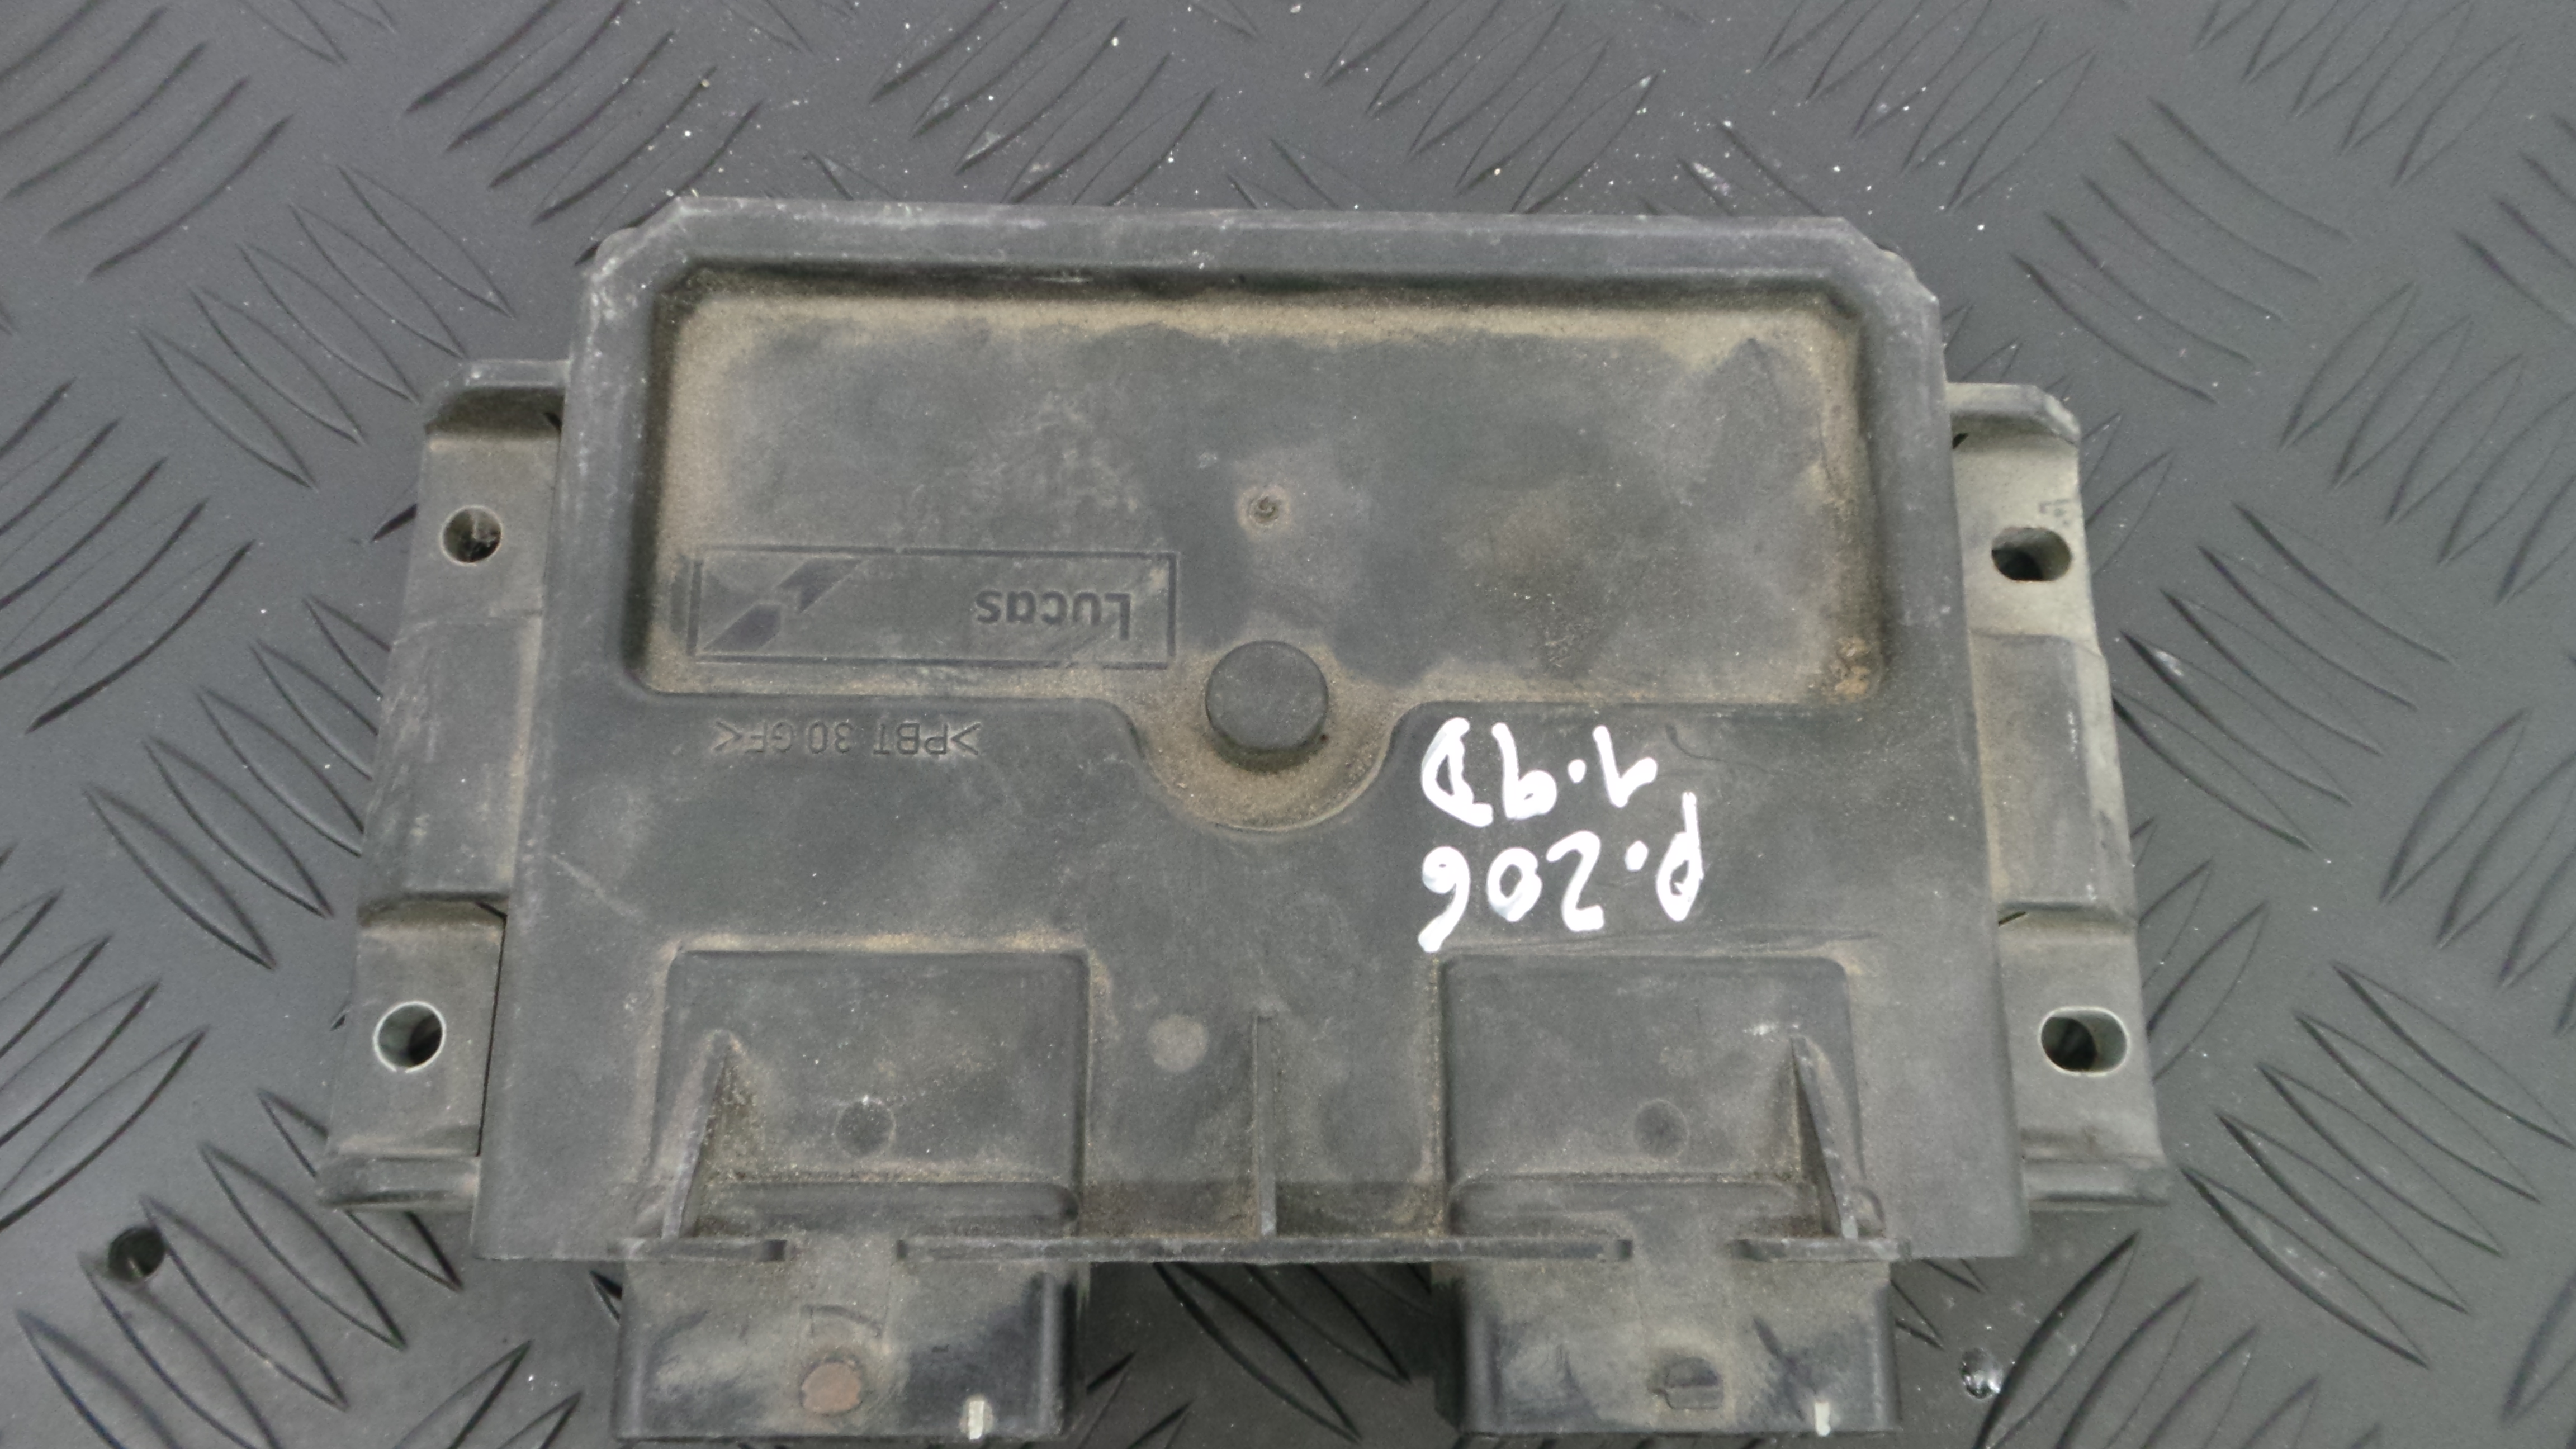 P.206
1.9D
>PBT 30 GF<
Lucas